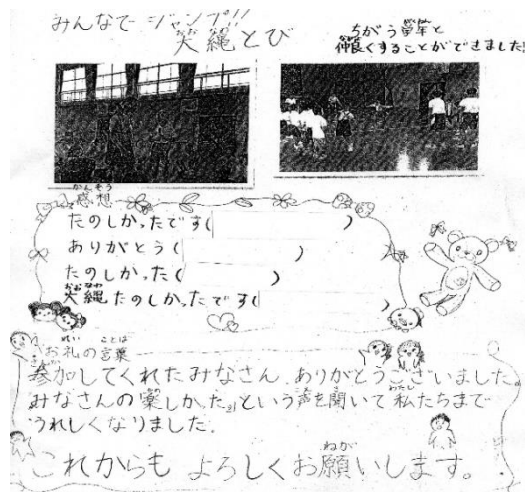 みんなでジャンプ!!
大縄とび
ちがう学年と
仲良くすることができました!
かんそう
感想
たのしかったです(　　　)
ありがとう(　　　)
たのしかった(　　　)
おおなわ
大縄たのしかったです(　　　)
れい ことば
お礼の言葉
さんか
参加してくれたみなさん、ありがとうございました。
みなさんの「楽しかった」という声を聞いて私たちまで
わたし
うれしくなりました。
ねが
これからも よろしくお願いします。